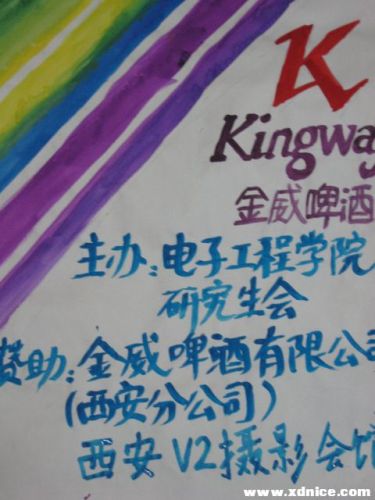 K
Kingway
金威啤酒
主办:电子工程学院
研究生会
赞助:金威啤酒有限公司
(西安分公司)
西安V2摄影会馆
www.xdnice.com